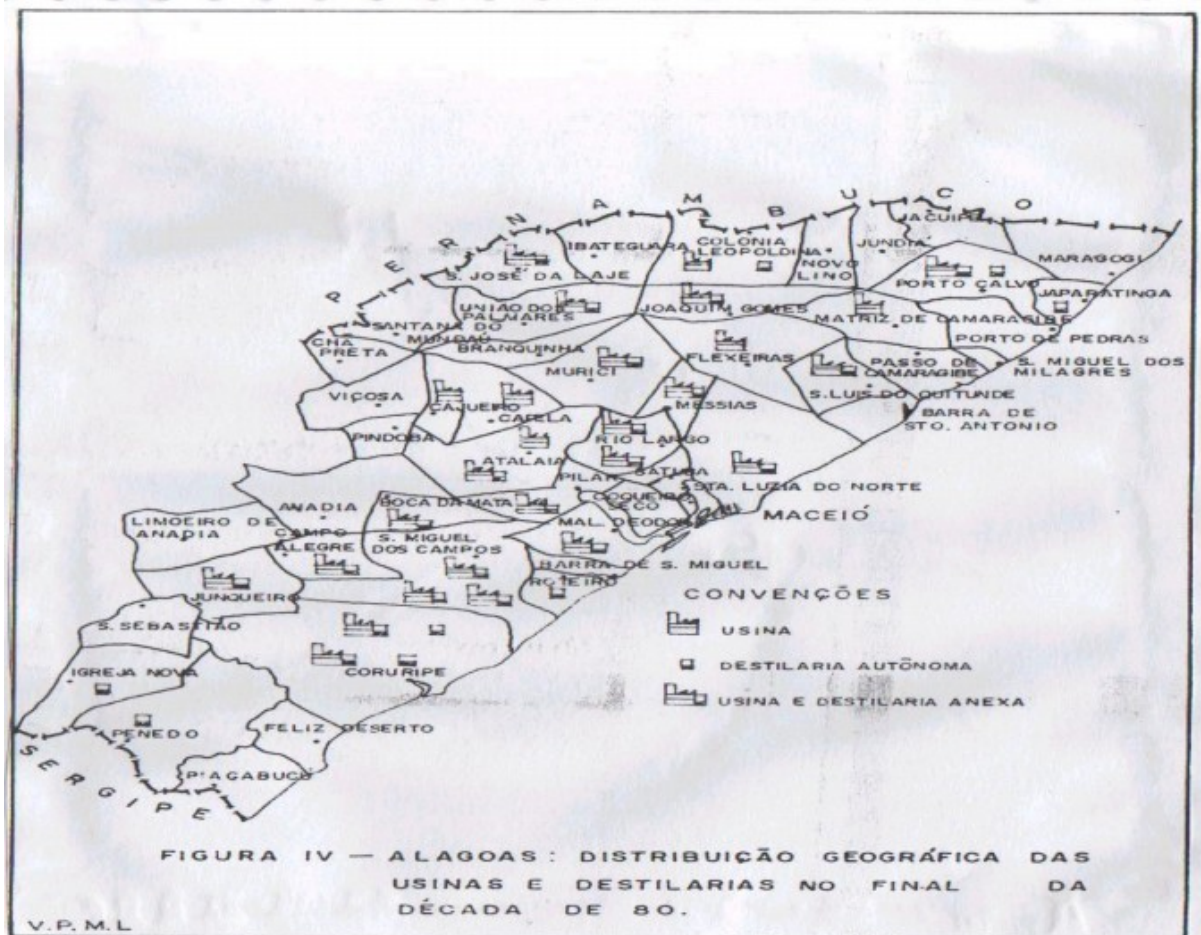 PERNAMBUCO
JACUIPE
IBATEGUARA
COLONIA
LEOPOLDINA
NOVO
LINO
JUNDIA
MARAGOGI
S. JOSÉ DA LAJE
PORTO CALVO
JAPARATINGA
UNIÃO DOS
PALMARES
JOAQUIM GOMES
MATRIZ DE CAMARAGIBE
SANTANA DO
MUNDAÚ
PORTO DE PEDRAS
CHÃ
PRETA
BRANQUINHA
FLEXEIRAS
PASSO DE
CAMARAGIBE
S. MIGUEL DOS
MILAGRES
MURICI
VIÇOSA
CAJUEIRO
CAPELA
MESSIAS
S. LUIS DO QUITUNDE
BARRA DE
STO. ANTONIO
PINDOBA
RIO LARGO
ATALAIA
PILAR
SATUBA
STA. LUZIA DO NORTE
ANADIA
BOCA DA MATA
COQUEIRO
SECO
MACEIÓ
LIMOEIRO DE
ANADIA
CAMPO
ALEGRE
S. MIGUEL
DOS CAMPOS
MAL. DEODORO
BARRA DE S. MIGUEL
ROTEIRO
JUNQUEIRO
CONVENÇÕES
S. SEBASTIÃO
USINA
IGREJA NOVA
CORURIPE
DESTILARIA AUTÔNOMA
USINA E DESTILARIA ANEXA
PENEDO
FELIZ DESERTO
SERGIPE
FIGURA IV — ALAGOAS: DISTRIBUIÇÃO GEOGRÁFICA DAS
USINAS E DESTILARIAS NO FINAL DA
DÉCADA DE 80.
V.P.M.L